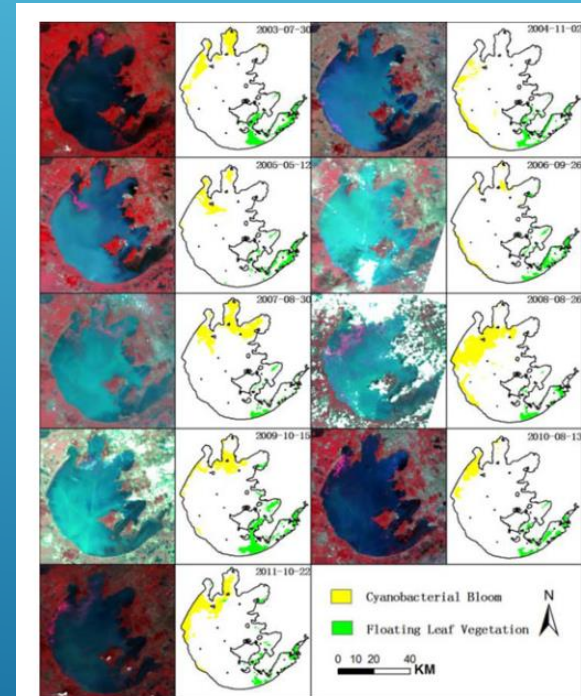 2003-07-30
2004-11-02
2005-05-12
2006-09-26
2007-08-30
2008-08-26
2009-10-15
2010-08-13
2011-10-22
Cyanobacterial Bloom
N
Floating Leaf Vegetation
0 10 20 40
KM